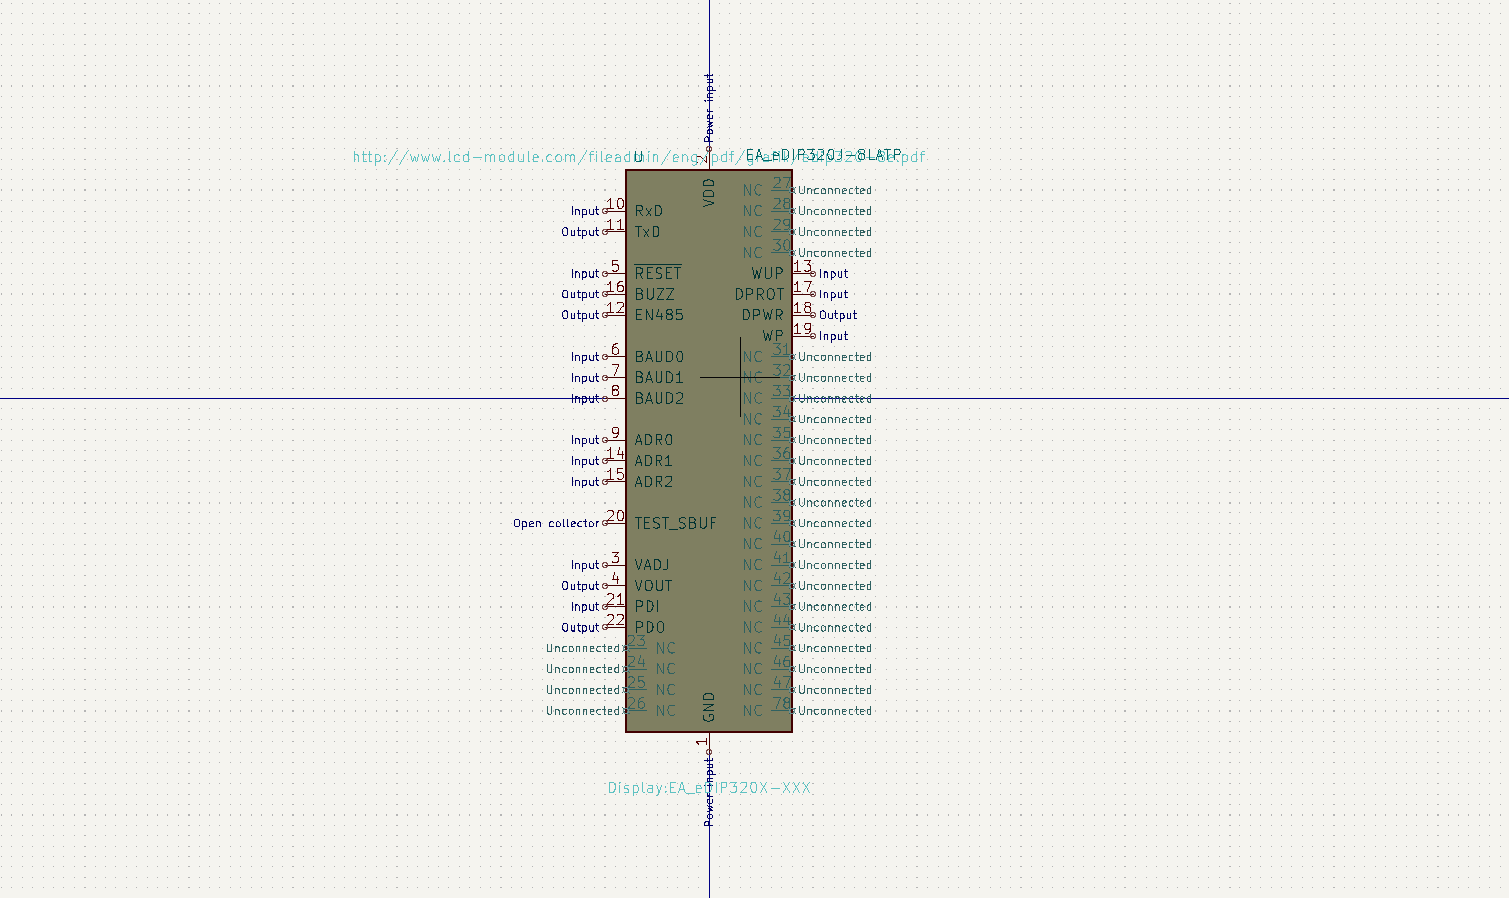 Power input
2
http://www.lcd-module.com/fileadmin/eng/pdf/grafik/edip320-8e.pdf
U
EA_eDIP320J-8LATP
VDD
NC 27 Unconnected
Input 10 RxD NC 28 Unconnected
Output 11 TxD NC 29 Unconnected
NC 30 Unconnected
Input 5 RESET WUP 13 Input
Output 16 BUZZ DPROT 17 Input
Output 12 EN485 DPWR 18 Output
WP 19 Input
Input 6 BAUD0 NC 31 Unconnected
Input 7 BAUD1 NC 32 Unconnected
Input 8 BAUD2 NC 33 Unconnected
NC 34 Unconnected
Input 9 ADR0 NC 35 Unconnected
Input 14 ADR1 NC 36 Unconnected
Input 15 ADR2 NC 37 Unconnected
NC 38 Unconnected
Open collector 20 TEST_SBUF NC 39 Unconnected
NC 40 Unconnected
Input 3 VADJ NC 41 Unconnected
Output 4 VOUT NC 42 Unconnected
Input 21 PDI NC 43 Unconnected
Output 22 PDO NC 44 Unconnected
Unconnected 23 NC NC 45 Unconnected
Unconnected 24 NC NC 46 Unconnected
Unconnected 25 NC NC 47 Unconnected
Unconnected 26 NC NC 78 Unconnected
GND
1
Power input
Display:EA_eDIP320X-XXX